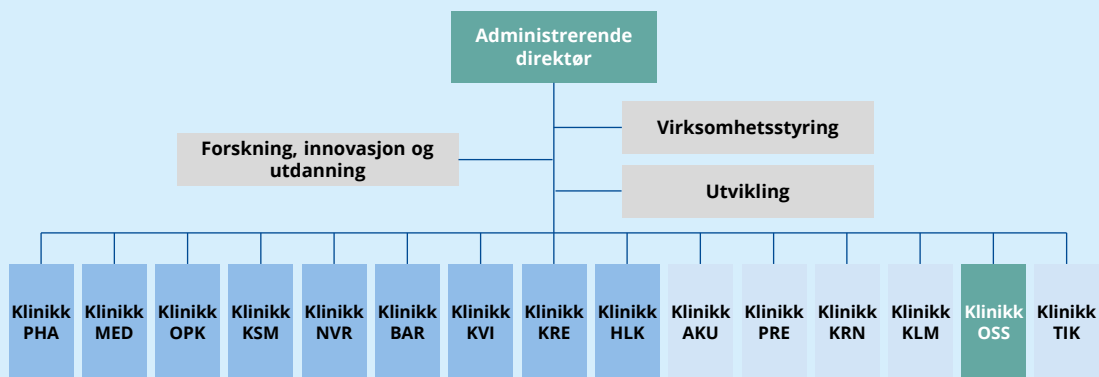 Administrerende
direktør
Virksomhetsstyring
Forskning, innovasjon og
utdanning
Utvikling
Klinikk
PHA
Klinikk
MED
Klinikk
OPK
Klinikk
KSM
Klinikk
NVR
Klinikk
BAR
Klinikk
KVI
Klinikk
KRE
Klinikk
HLK
Klinikk
AKU
Klinikk
PRE
Klinikk
KRN
Klinikk
KLM
Klinikk
OSS
Klinikk
TIK